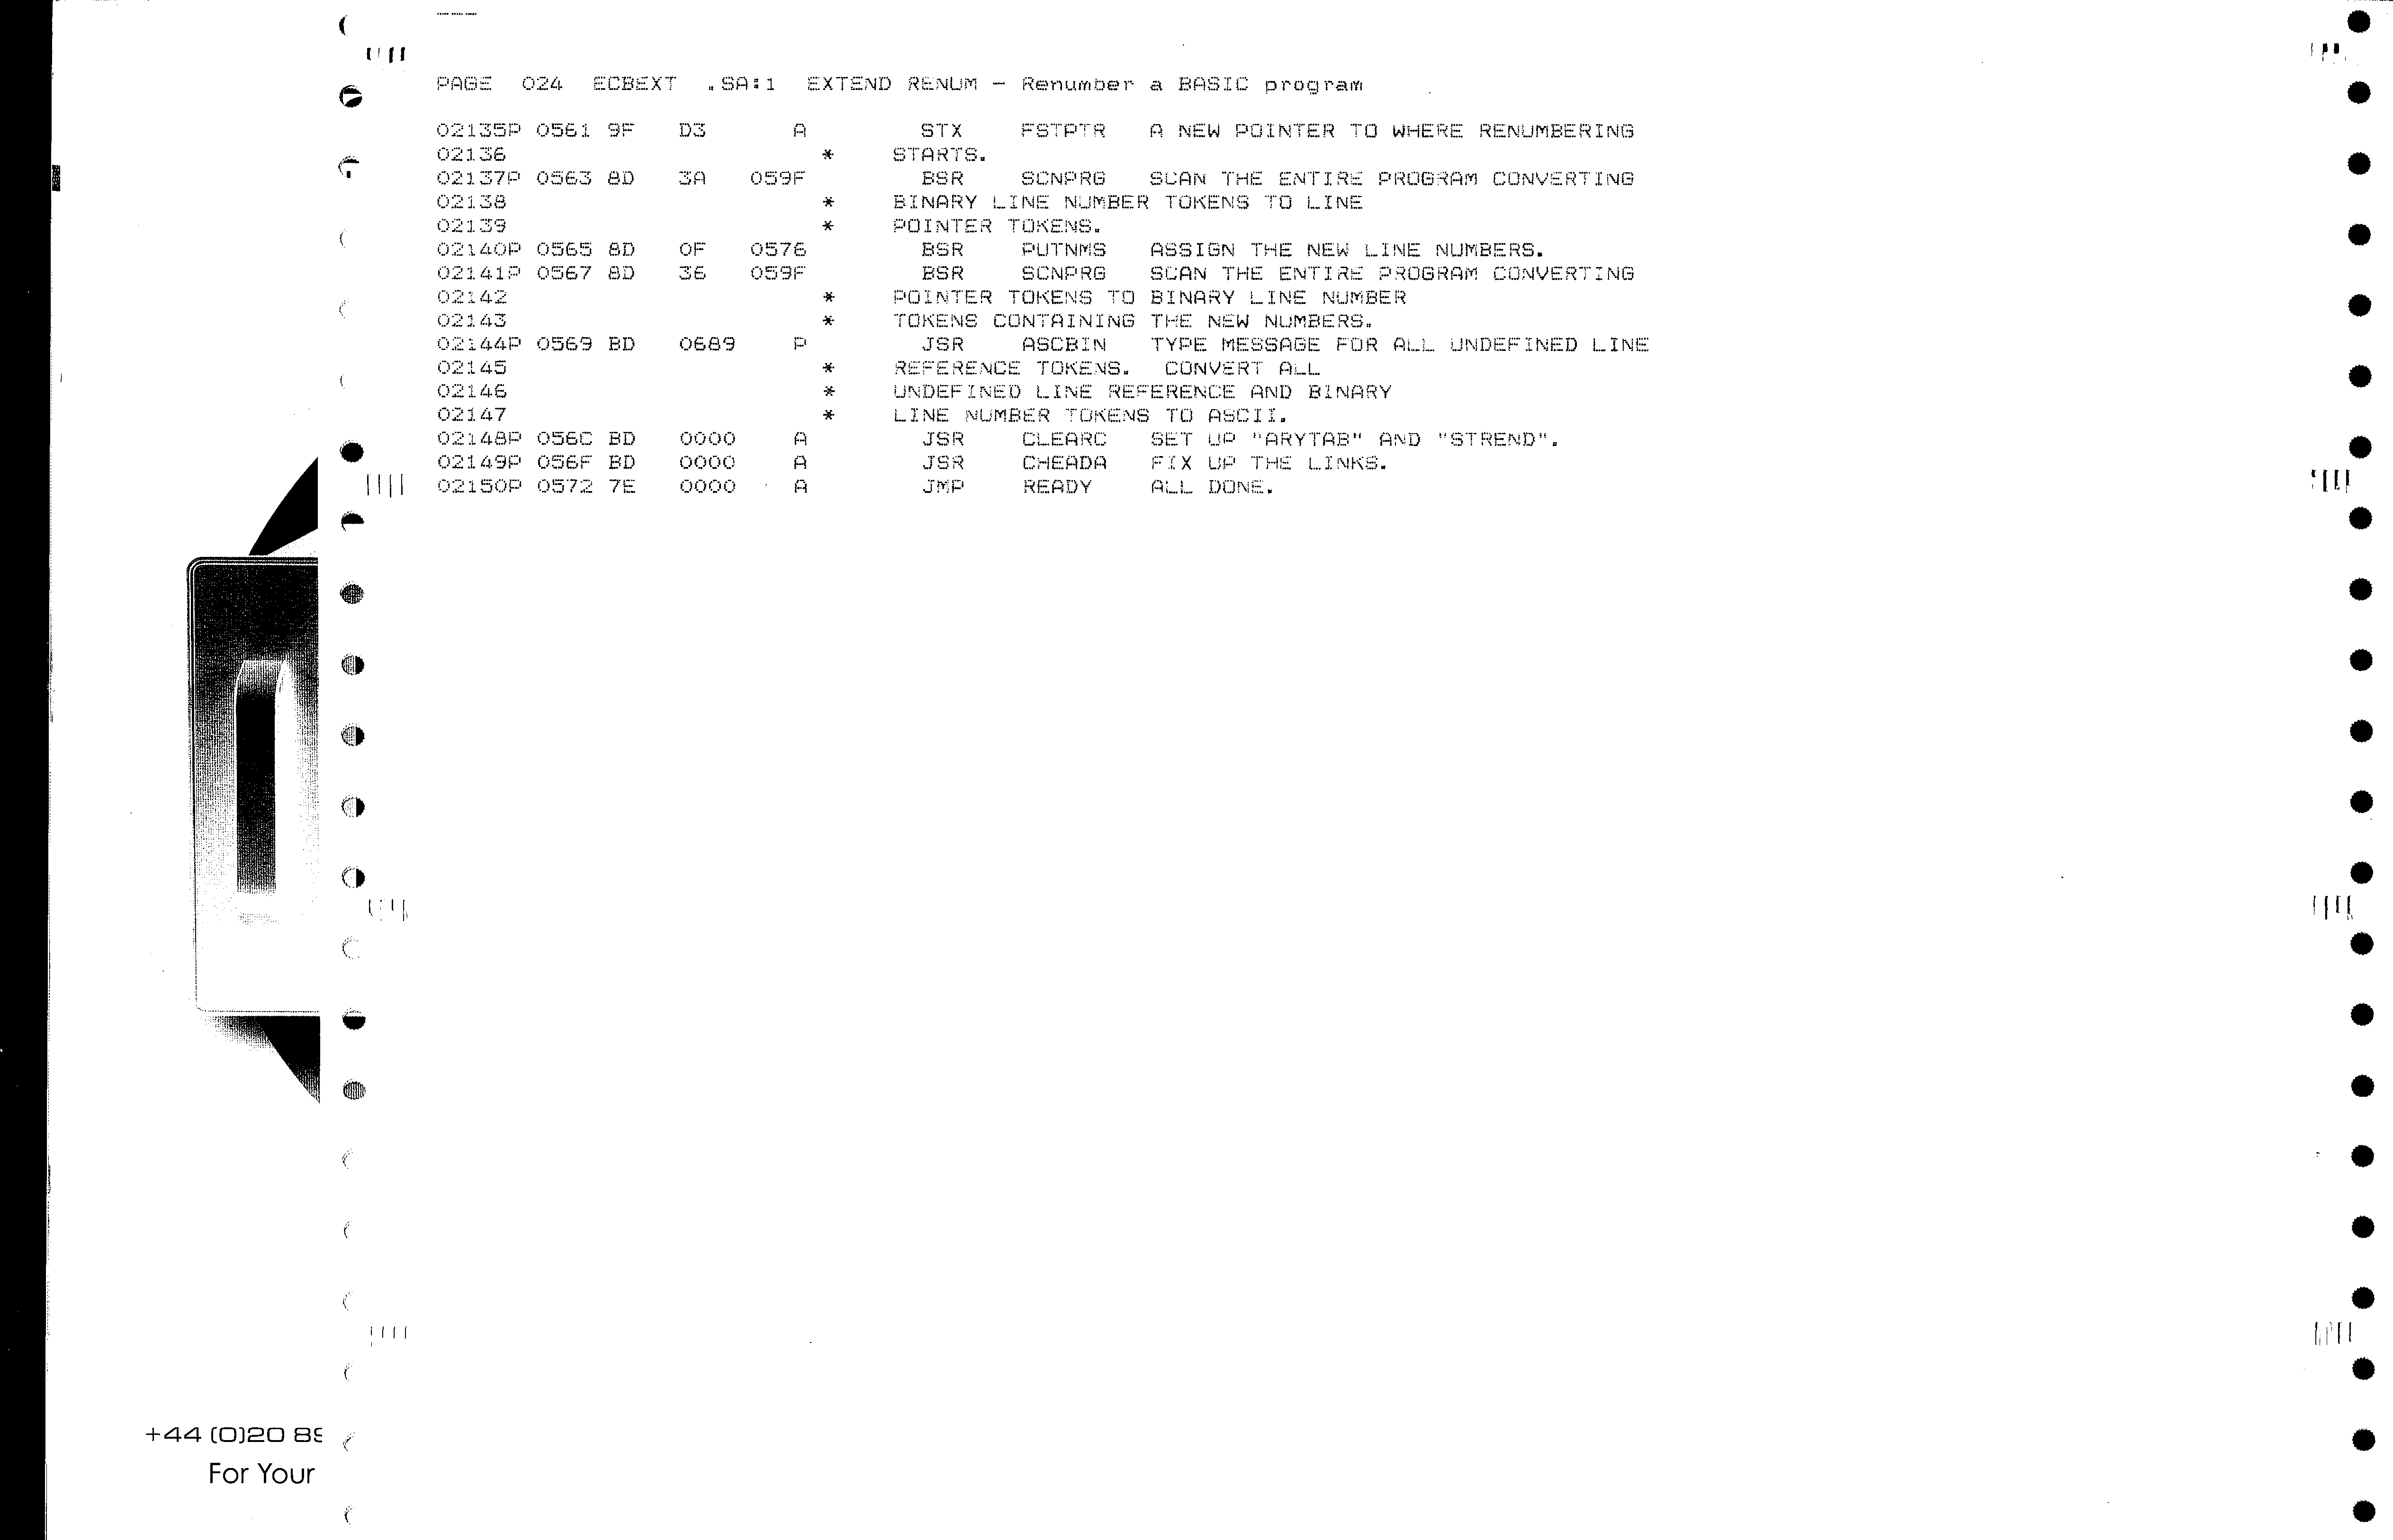 PAGE 024 ECBEXT .SA:1 EXTEND RENUM - Renumber a BASIC program
02135P 0561 9F D3 A STX FSTPTR A NEW POINTER TO WHERE RENUMBERING
02136 * STARTS.
02137P 0563 8D 3A 059F BSR SCNPRG SCAN THE ENTIRE PROGRAM CONVERTING
02138 * BINARY LINE NUMBER TOKENS TO LINE
02139 * POINTER TOKENS.
02140P 0565 8D 0F 0576 BSR PUTNMS ASSIGN THE NEW LINE NUMBERS.
02141P 0567 8D 36 059F BSR SCNPRG SCAN THE ENTIRE PROGRAM CONVERTING
02142 * POINTER TOKENS TO BINARY LINE NUMBER
02143 * TOKENS CONTAINING THE NEW NUMBERS.
02144P 0569 BD 0689 P JSR ASCBIN TYPE MESSAGE FOR ALL UNDEFINED LINE
02145 * REFERENCE TOKENS. CONVERT ALL
02146 * UNDEFINED LINE REFERENCE AND BINARY
02147 * LINE NUMBER TOKENS TO ASCII.
02148P 056C BD 0000 A JSR CLEARC SET UP "ARYTAB" AND "STREND".
02149P 056F BD 0000 A JSR CHEADA FIX UP THE LINKS.
02150P 0572 7E 0000 A JMP READY ALL DONE.
+44 (0)20 89
For Your